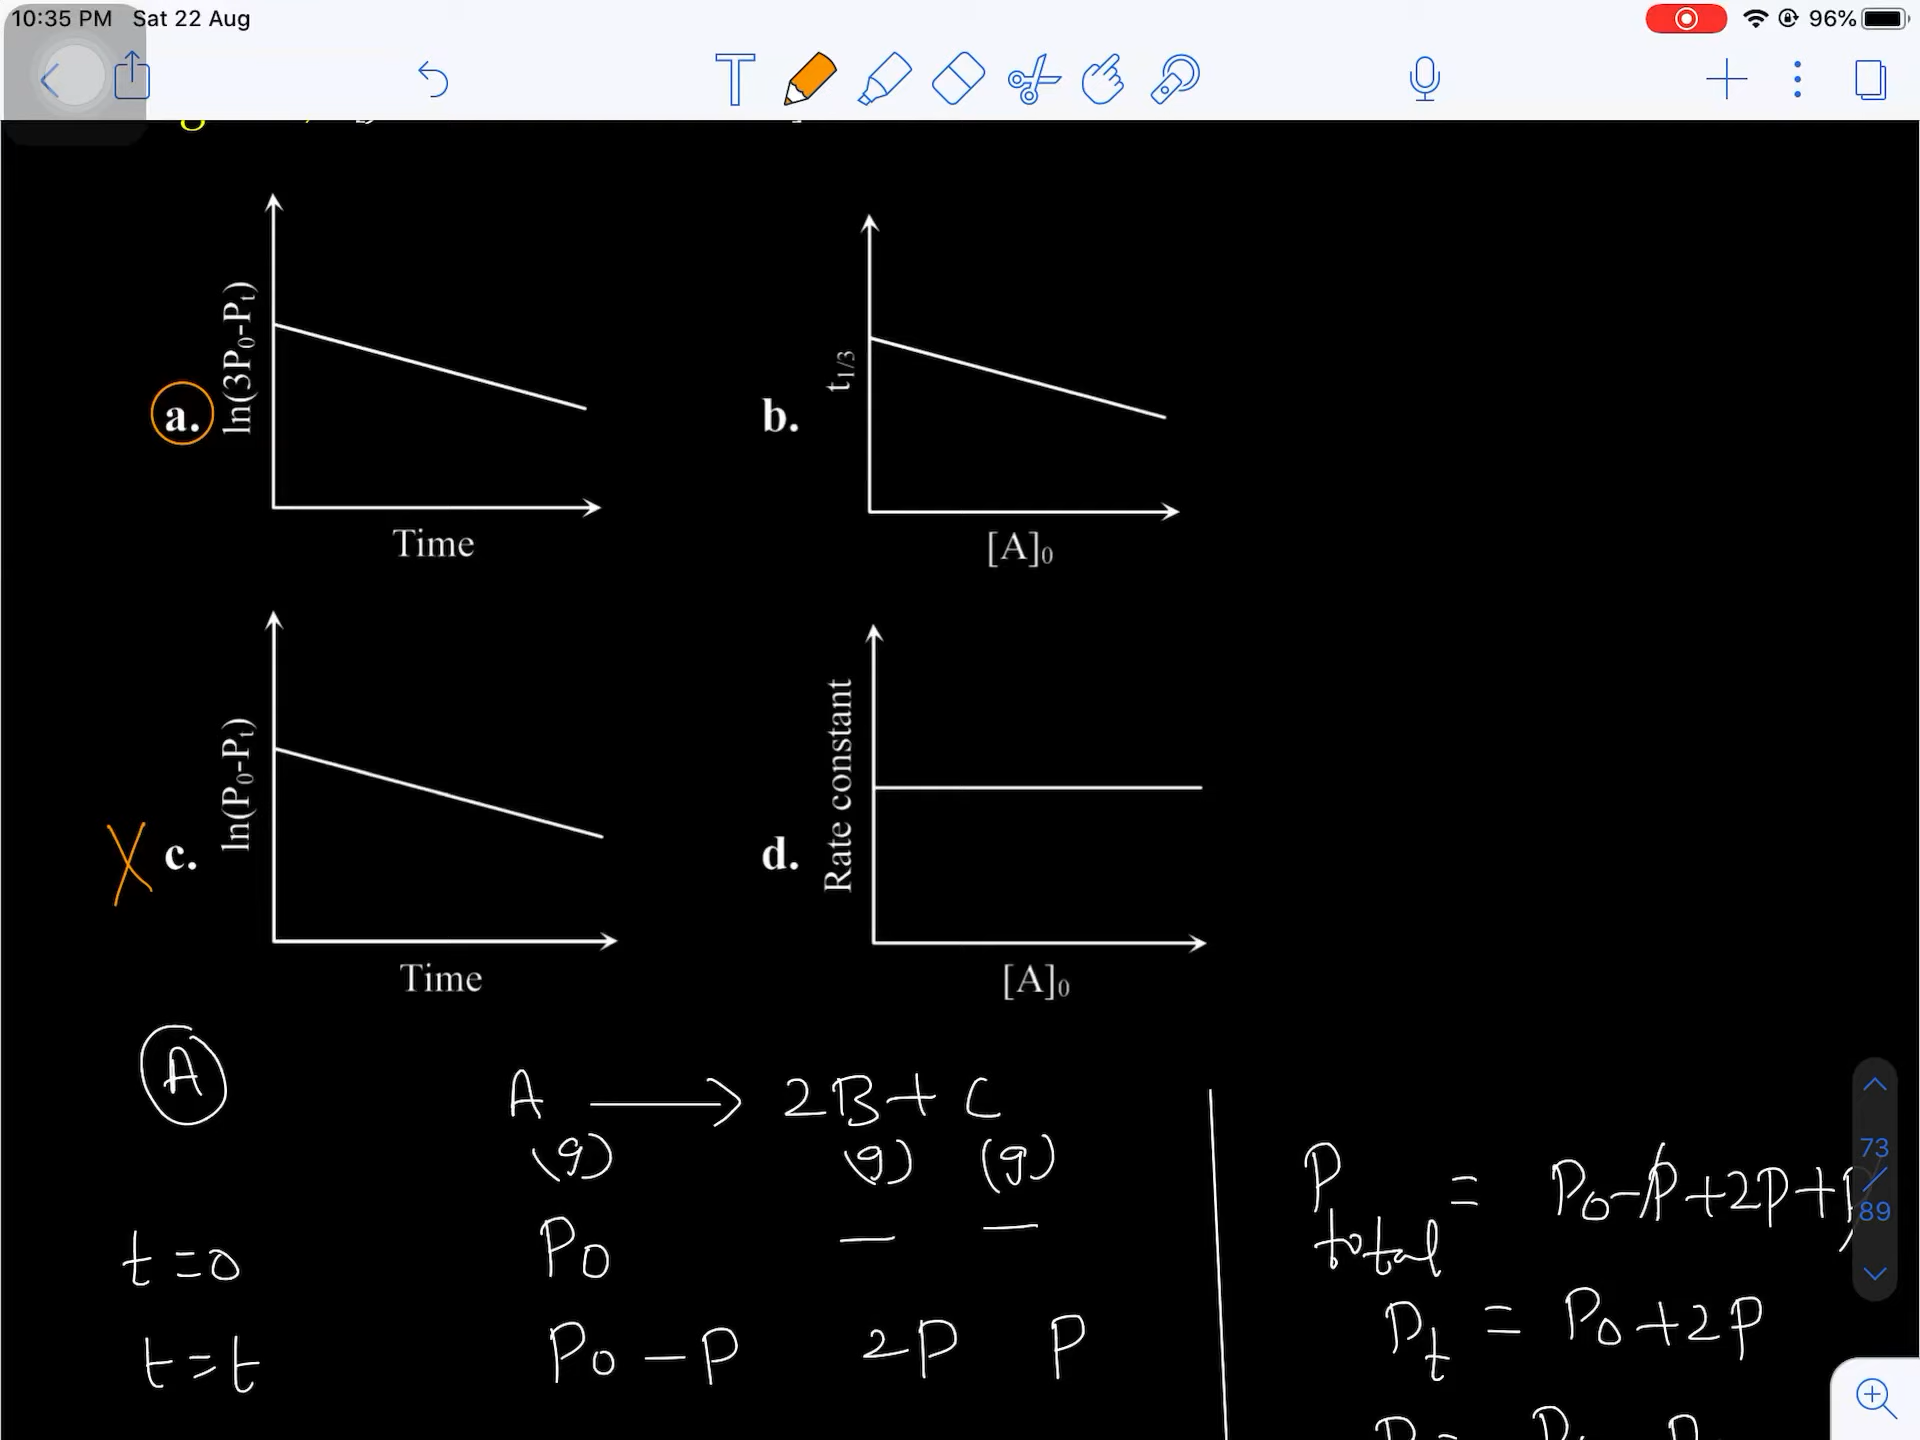 10:35 PM Sat 22 Aug
96%
T
ln(3P₀-Pₜ)
a.
Time
t₁/₃
b.
[A]₀
ln(P₀-Pₜ)
X c.
Time
Rate constant
d.
[A]₀
A
A ⟶ 2B + C
(g) (g) (g)
t=0 P₀ — —
t=t P₀-P 2P P
P total = P₀-P+2P+
Pₜ = P₀+2P
73
/
89